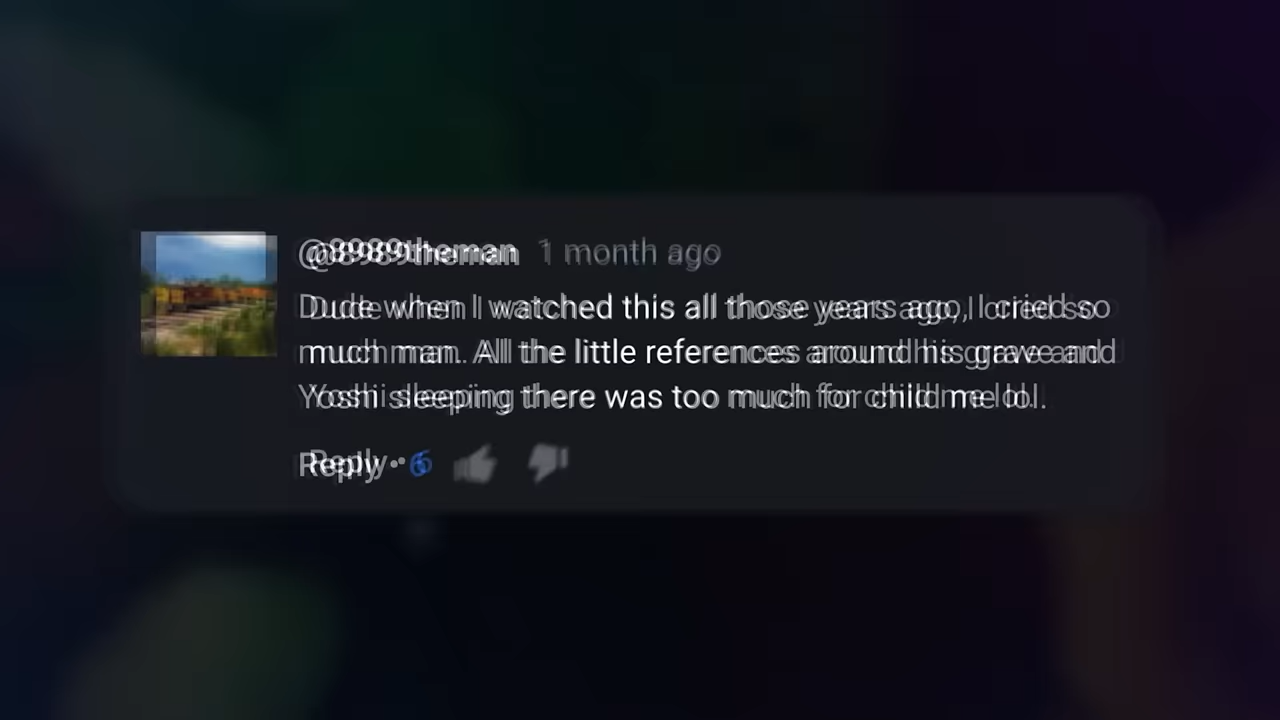 @8989theman 1 month ago
Dude when I watched this all those years ago, I cried so
much man. All the little references around his grave and
Yoshi sleeping there was too much for child me lol.
Reply • 6